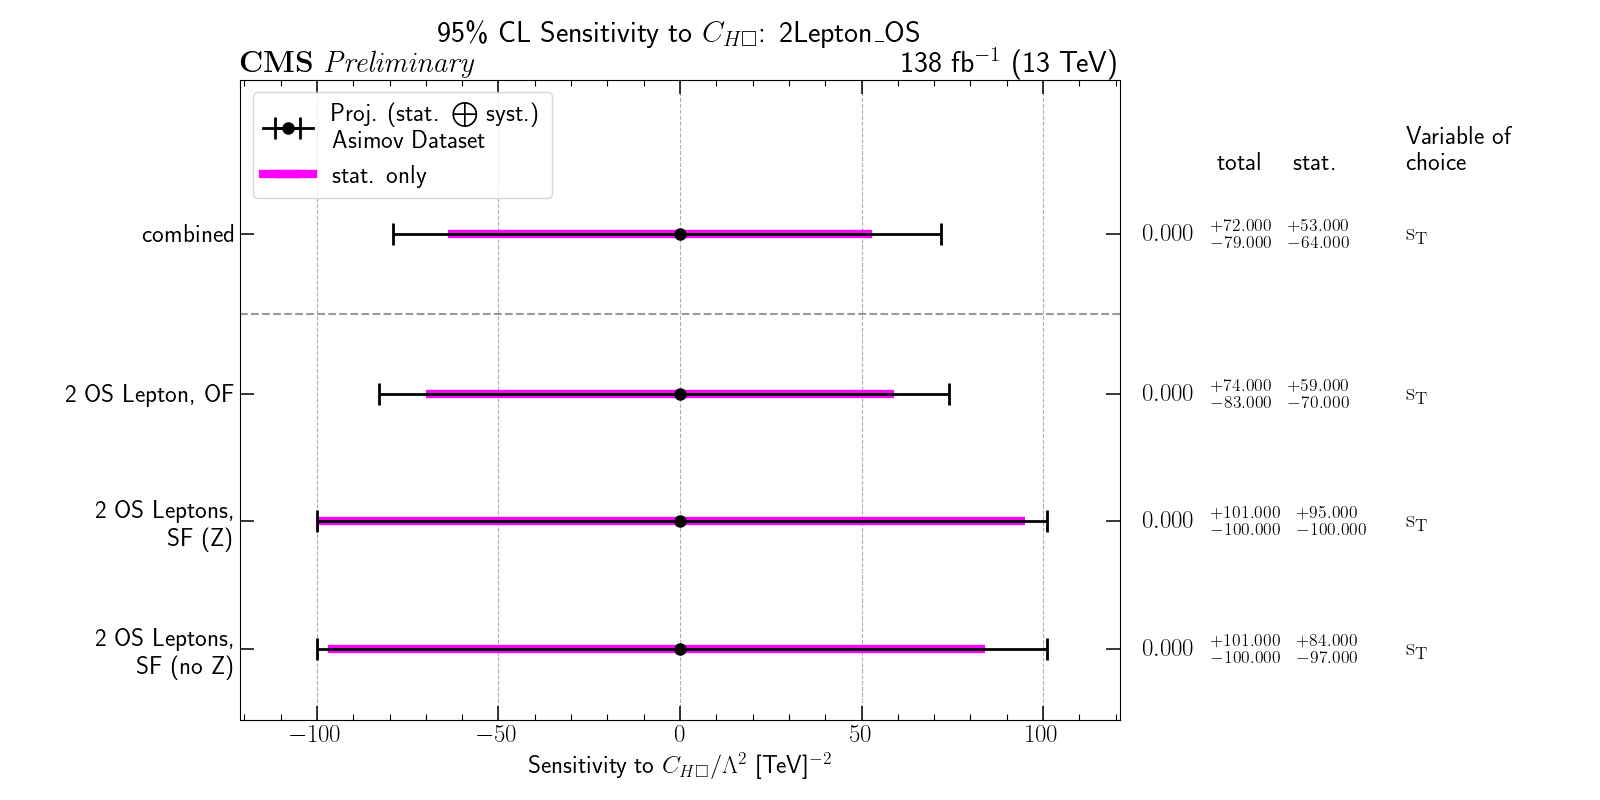 95% CL Sensitivity to C_{H□}: 2Lepton_OS
CMS Preliminary
138 fb^{−1} (13 TeV)
Proj. (stat. ⨁ syst.)
Asimov Dataset
stat. only
total stat.
Variable of
choice
combined
0.000 +72.000 −79.000 +53.000 −64.000 s_T
2 OS Lepton, OF
0.000 +74.000 −83.000 +59.000 −70.000 s_T
2 OS Leptons,
SF (Z)
0.000 +101.000 −100.000 +95.000 −100.000 s_T
2 OS Leptons,
SF (no Z)
0.000 +101.000 −100.000 +84.000 −97.000 s_T
−100 −50 0 50 100
Sensitivity to C_{H□}/Λ^2 [TeV]^{−2}